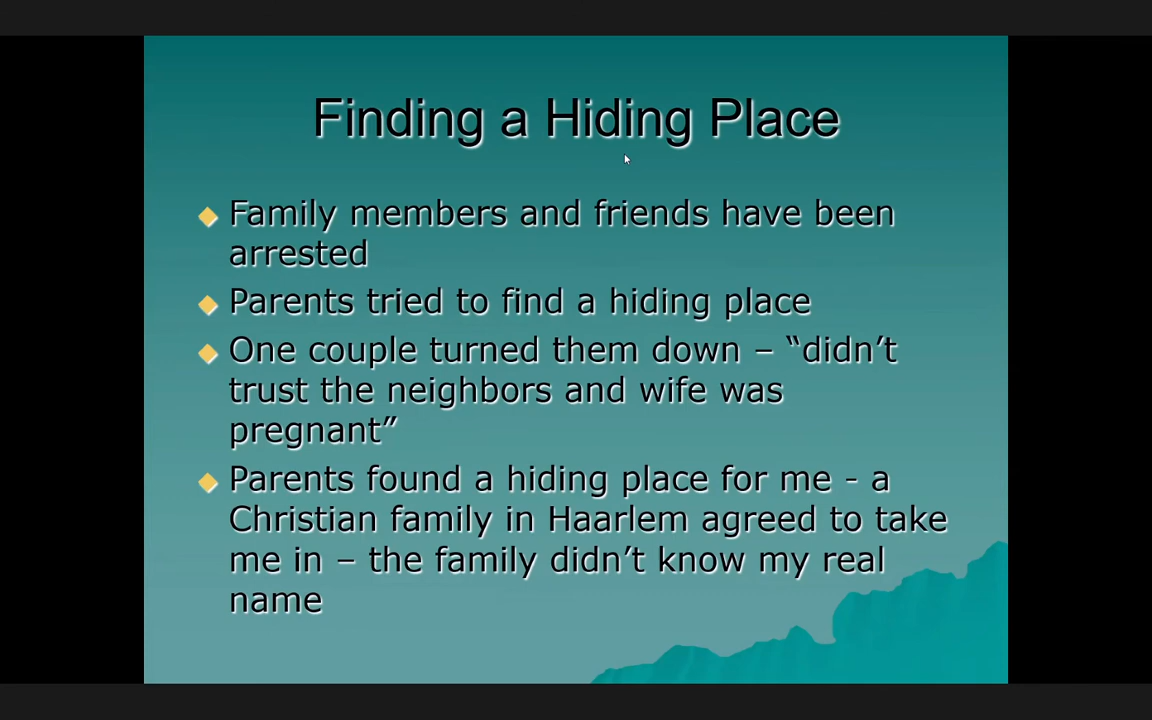 Finding a Hiding Place
Family members and friends have been
arrested
Parents tried to find a hiding place
One couple turned them down – “didn’t
trust the neighbors and wife was
pregnant”
Parents found a hiding place for me - a
Christian family in Haarlem agreed to take
me in – the family didn’t know my real
name